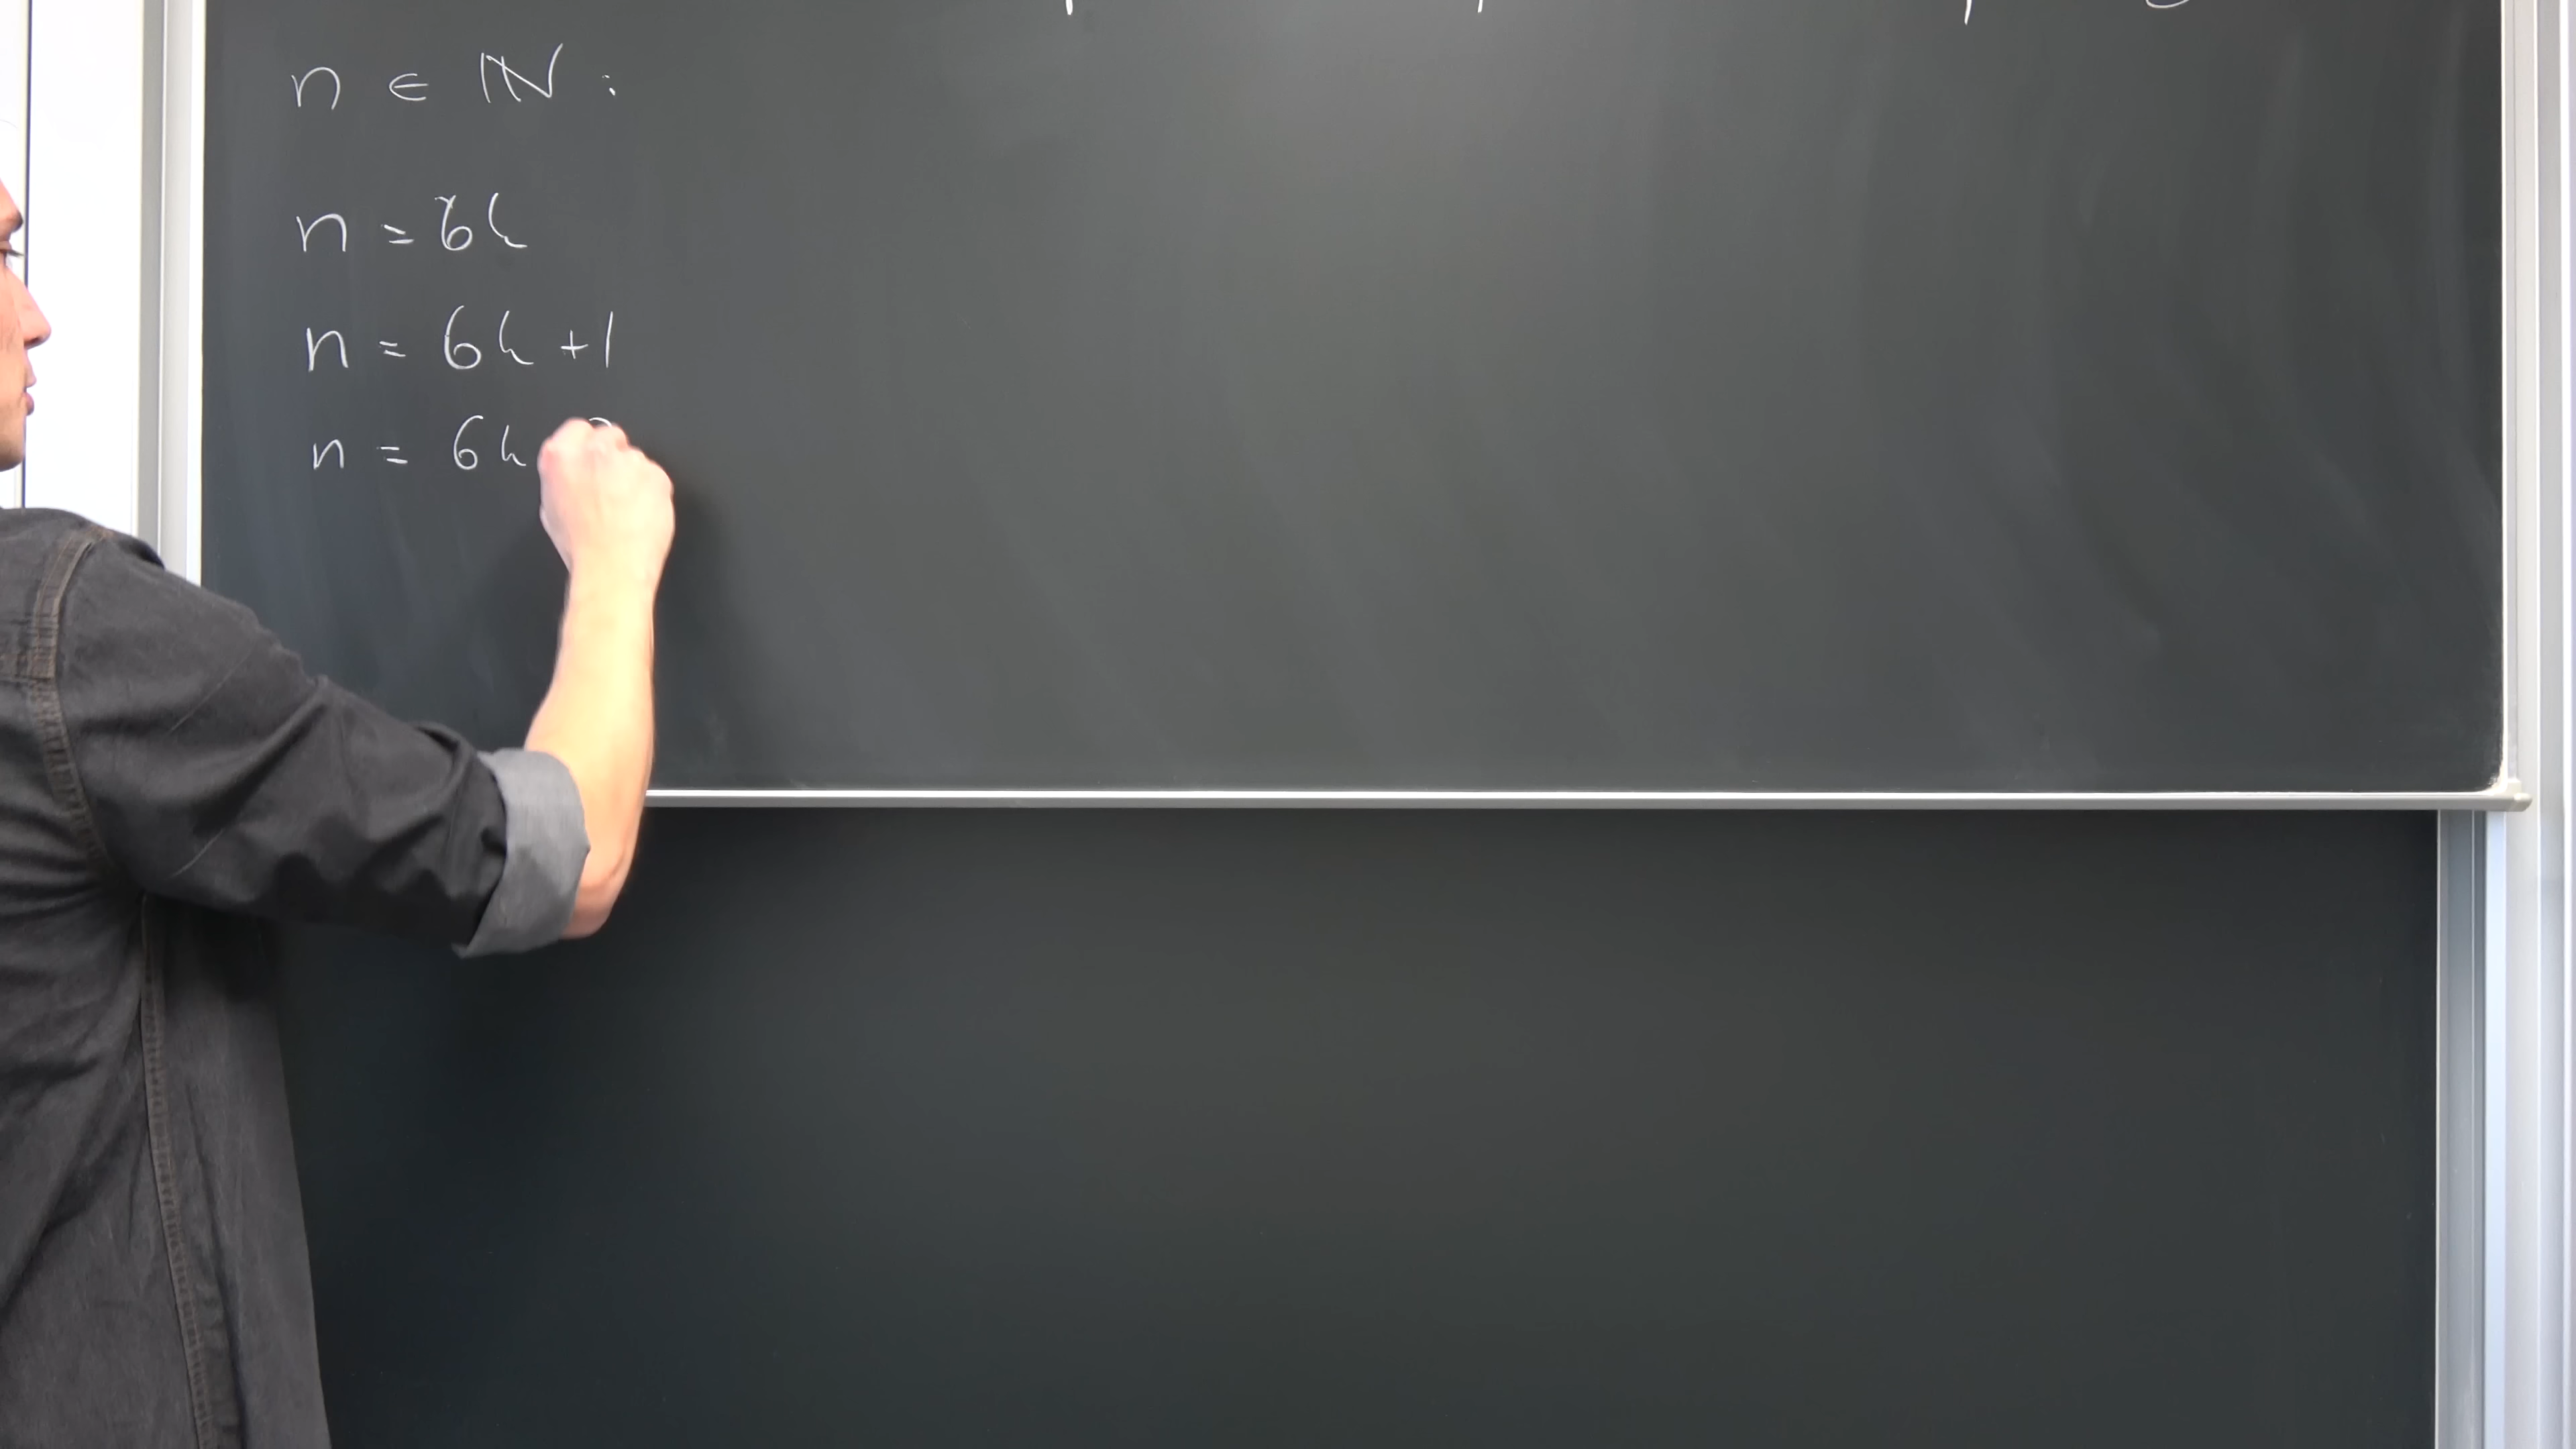 n ∈ ℕ :
n = 6k
n = 6k +1
n = 6k